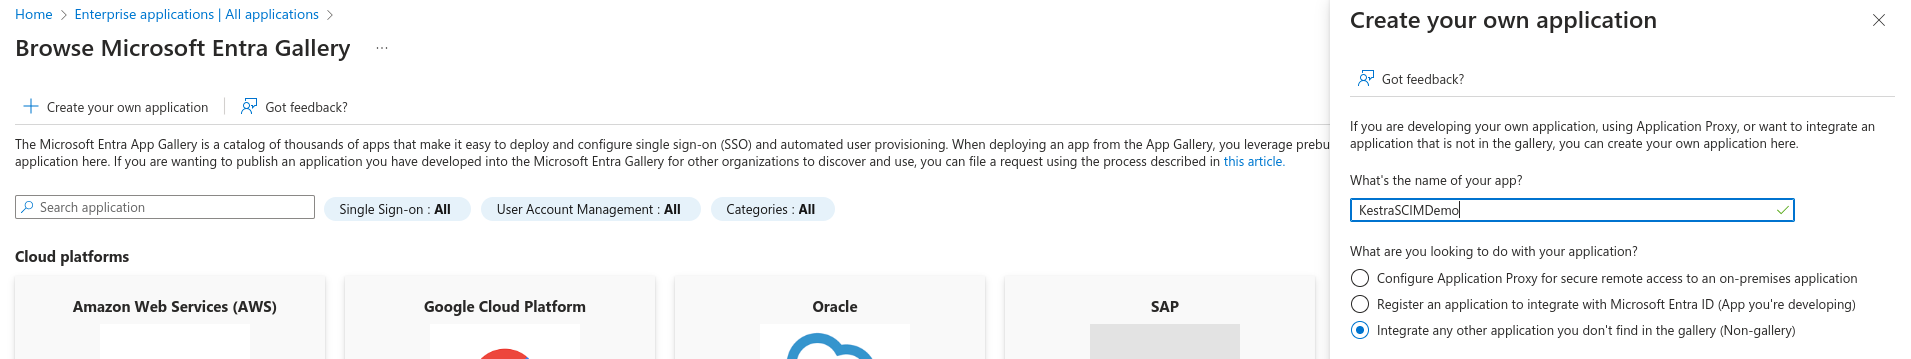 Home > Enterprise applications | All applications >
Browse Microsoft Entra Gallery ...
Create your own application
Got feedback?
The Microsoft Entra App Gallery is a catalog of thousands of apps that make it easy to deploy and configure single sign-on (SSO) and automated user provisioning. When deploying an app from the App Gallery, you leverage prebu
application here. If you are wanting to publish an application you have developed into the Microsoft Entra Gallery for other organizations to discover and use, you can file a request using the process described in this article.
Search application
Single Sign-on : All
User Account Management : All
Categories : All
Cloud platforms
Amazon Web Services (AWS)
Google Cloud Platform
Oracle
SAP
Create your own application
Got feedback?
If you are developing your own application, using Application Proxy, or want to integrate an
application that is not in the gallery, you can create your own application here.
What's the name of your app?
KestraSCIMDemo
What are you looking to do with your application?
Configure Application Proxy for secure remote access to an on-premises application
Register an application to integrate with Microsoft Entra ID (App you're developing)
Integrate any other application you don't find in the gallery (Non-gallery)